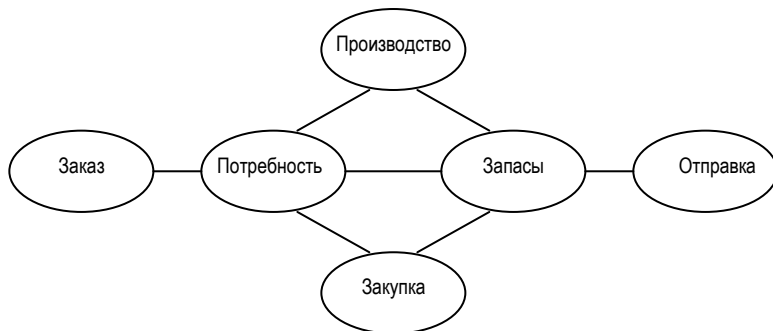 Производство
Заказ
Потребность
Запасы
Отправка
Закупка